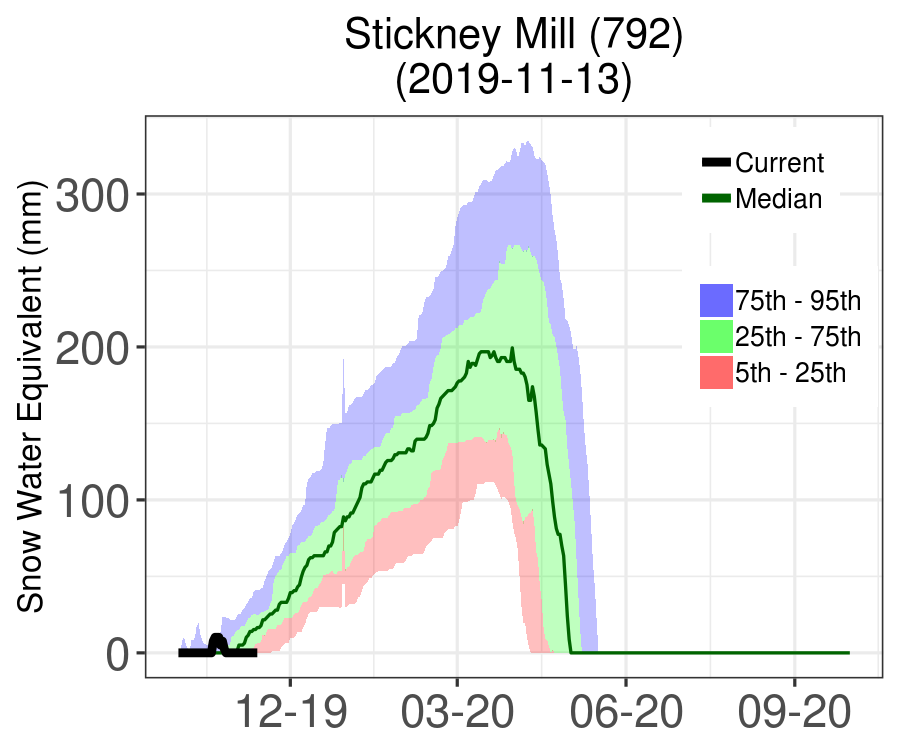 Stickney Mill (792)
(2019-11-13)
Snow Water Equivalent (mm)
300
200
100
0
Current
Median
75th - 95th
25th - 75th
5th - 25th
12-19
03-20
06-20
09-20